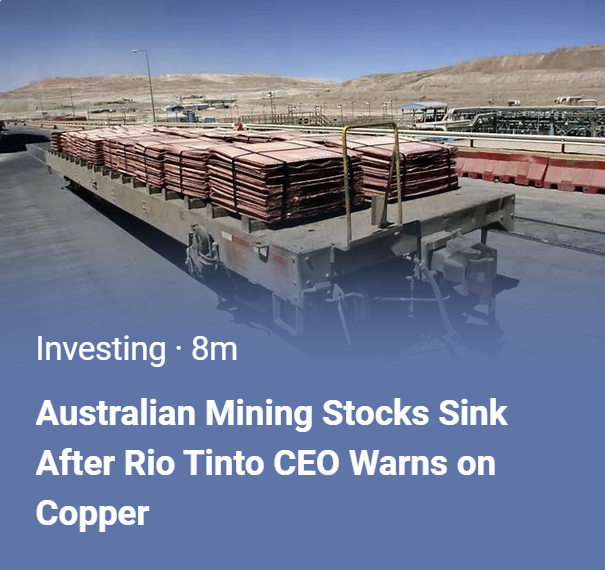 Investing · 8m
Australian Mining Stocks Sink
After Rio Tinto CEO Warns on
Copper